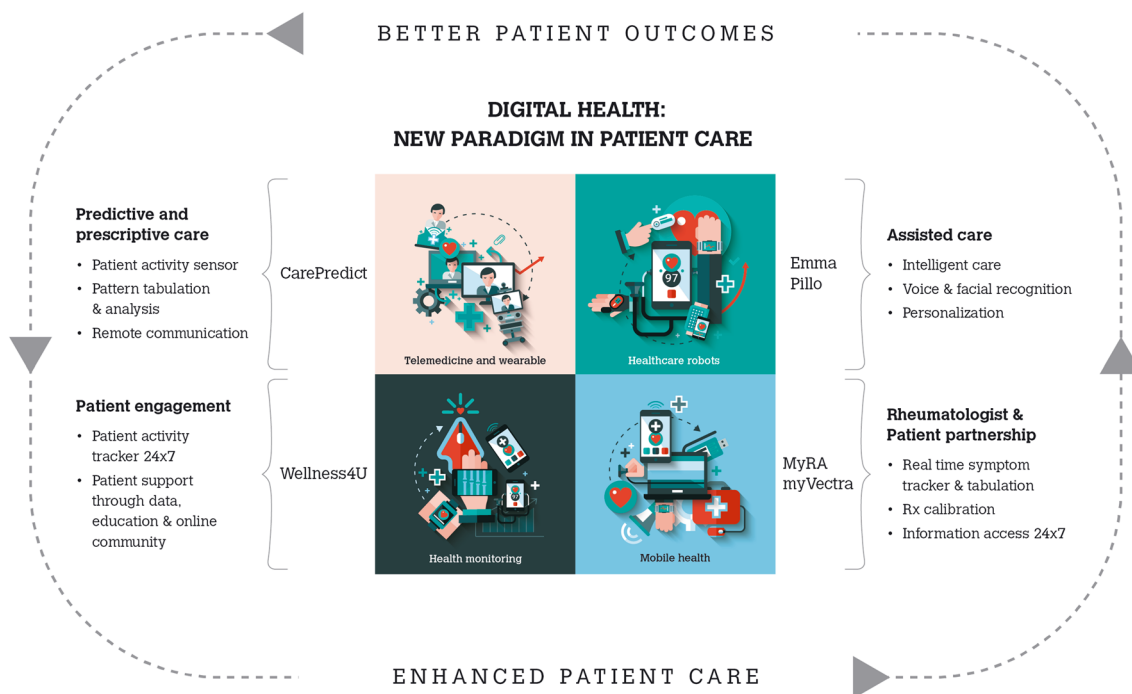 BETTER PATIENT OUTCOMES
DIGITAL HEALTH:
NEW PARADIGM IN PATIENT CARE
Predictive and
prescriptive care
• Patient activity sensor
• Pattern tabulation
& analysis
• Remote communication
CarePredict
Telemedicine and wearable
97
Healthcare robots
Emma
Pillo
Assisted care
• Intelligent care
• Voice & facial recognition
• Personalization
Patient engagement
• Patient activity
tracker 24x7
• Patient support
through data,
education & online
community
Wellness4U
97
Health monitoring
Mobile health
MyRA
myVectra
Rheumatologist &
Patient partnership
• Real time symptom
tracker & tabulation
• Rx calibration
• Information access 24x7
ENHANCED PATIENT CARE